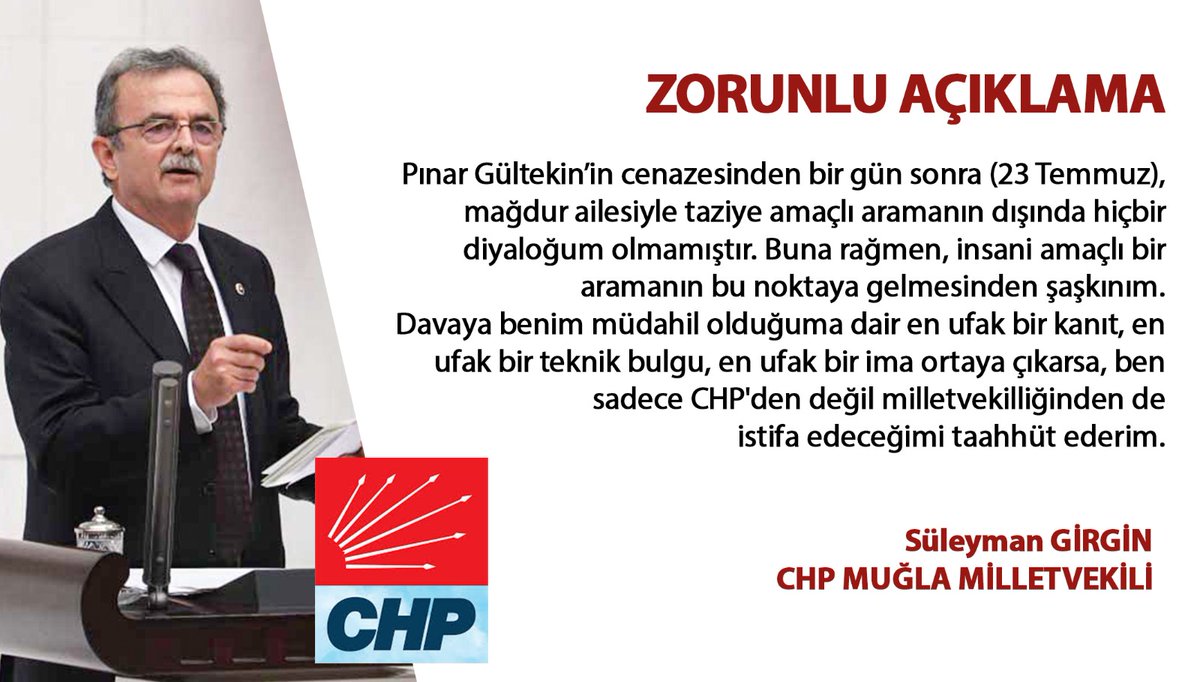 ZORUNLU AÇIKLAMA
Pınar Gültekin’in cenazesinden bir gün sonra (23 Temmuz),
mağdur ailesiyle taziye amaçlı aramanın dışında hiçbir
diyaloğum olmamıştır. Buna rağmen, insani amaçlı bir
aramanın bu noktaya gelmesinden şaşkınım.
Davaya benim müdahil olduğuma dair en ufak bir kanıt, en
ufak bir teknik bulgu, en ufak bir ima ortaya çıkarsa, ben
sadece CHP'den değil milletvekilliğinden de
istifa edeceğimi taahhüt ederim.
Süleyman GİRGİN
CHP MUĞLA MİLLETVEKİLİ
CHP